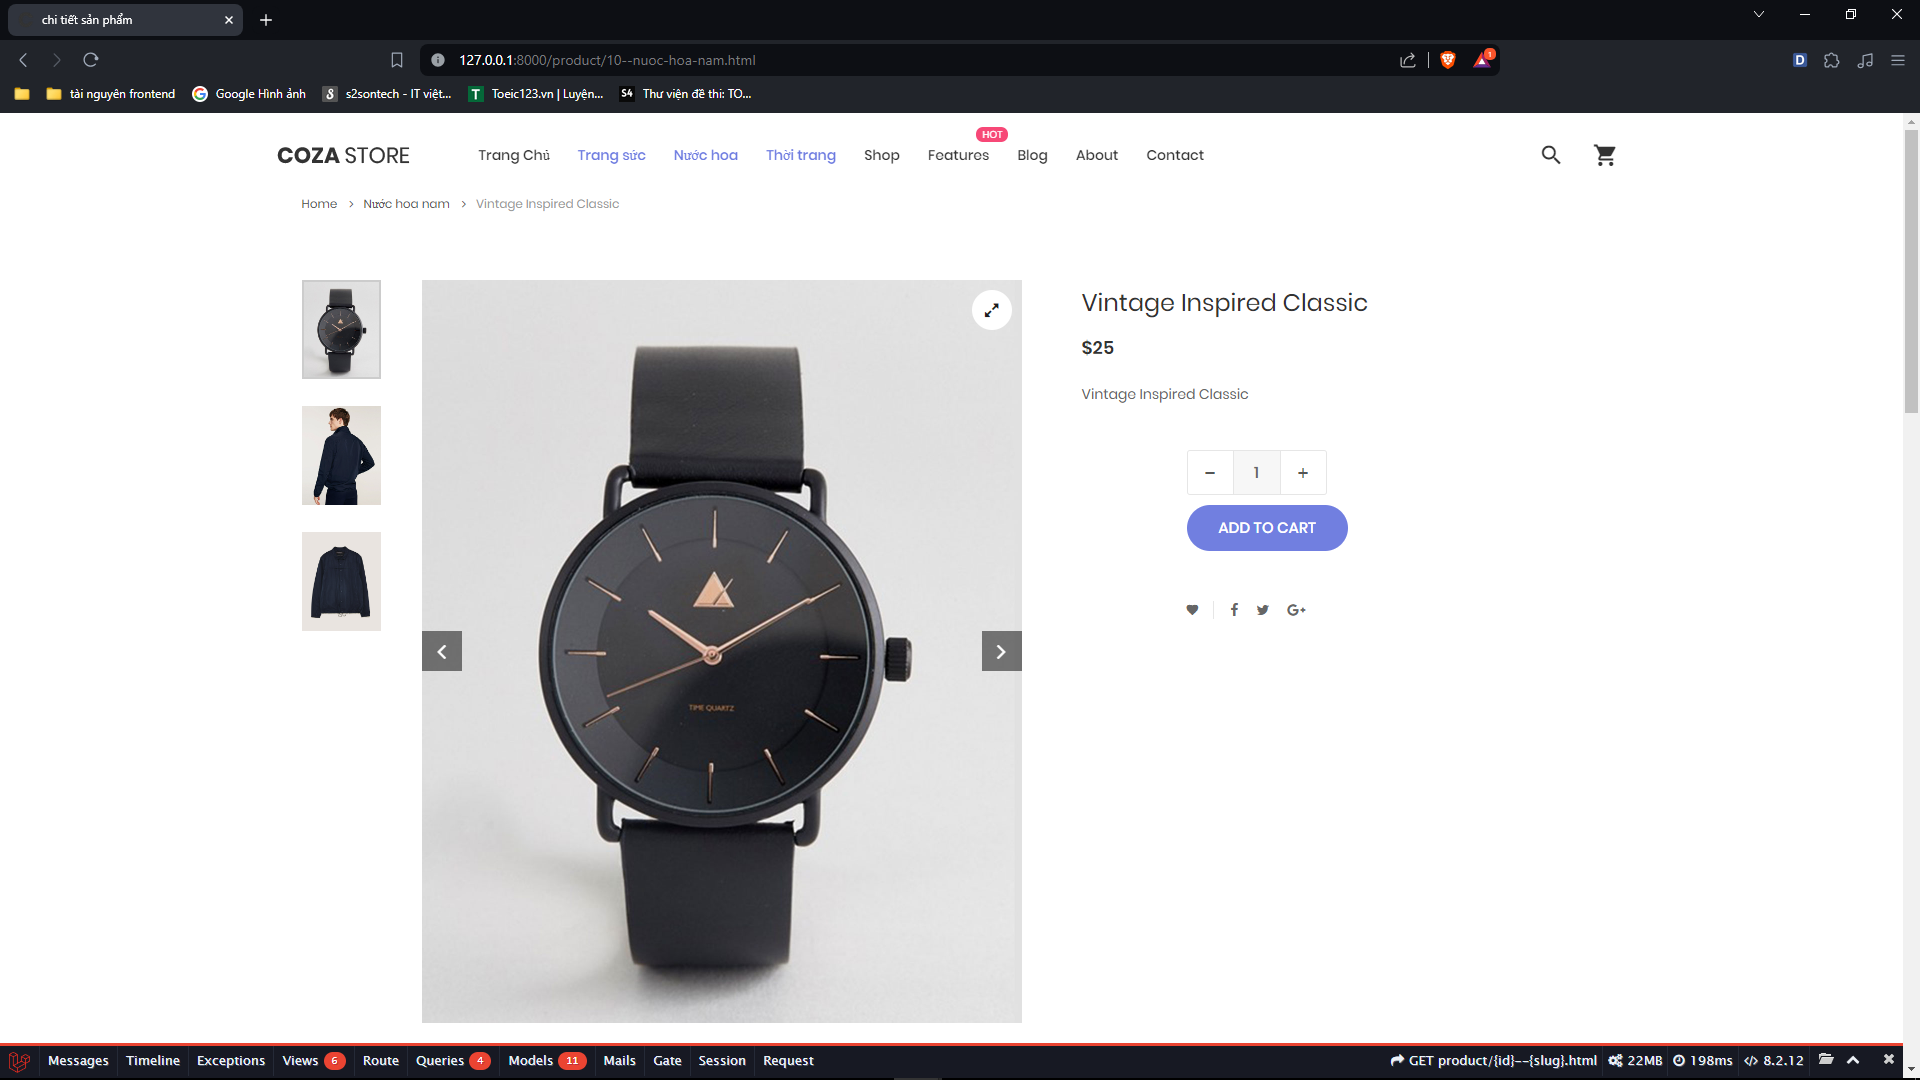 chi tiết sản phẩm
127.0.0.1:8000/product/10--nuoc-hoa-nam.html
1
D
tài nguyên frontend
Google Hình ảnh
s2sontech - IT việt...
Toeic123.vn | Luyện...
S4 Thư viện đề thi: TO...
HOT
COZA STORE
Trang Chủ Trang sức Nước hoa Thời trang Shop Features Blog About Contact
Home > Nước hoa nam > Vintage Inspired Classic
Vintage Inspired Classic
$25
Vintage Inspired Classic
- 1 +
ADD TO CART
G+
TIME QUARTZ
Messages Timeline Exceptions Views 6 Route Queries 4 Models 11 Mails Gate Session Request GET product/{id}--{slug}.html 22MB 198ms 8.2.12